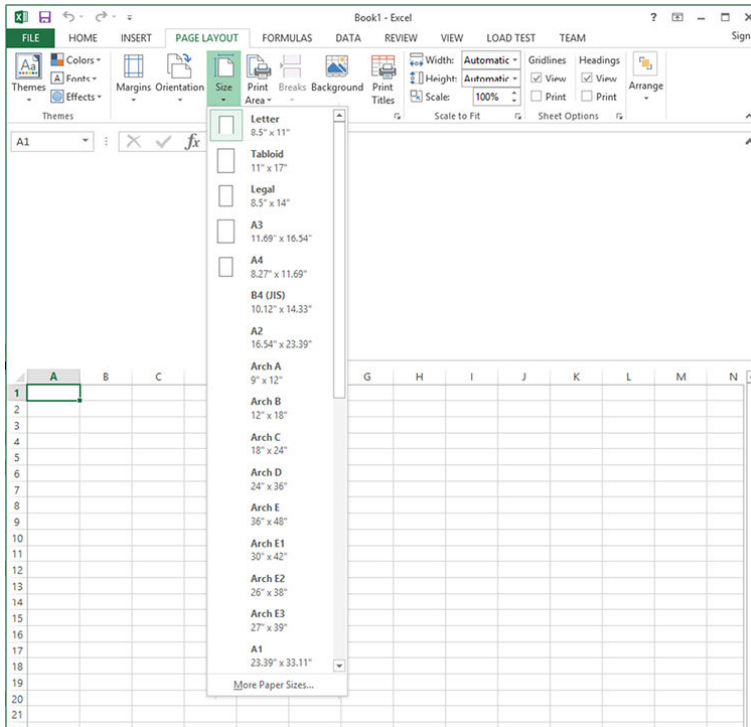 Book1 - Excel
?
FILE HOME INSERT PAGE LAYOUT FORMULAS DATA REVIEW VIEW LOAD TEST TEAM Sign
Aa
Themes
A Fonts
Colors
Effects
Margins
Orientation
Size
Print Area
Breaks
Background
Print Titles
Width: Automatic
Height: Automatic
Scale: 100%
Gridlines
View
Print
Headings
View
Print
Arrange
Themes
Scale to Fit
Sheet Options
A1
fx
Letter
8.5" x 11"
Tabloid
11" x 17"
Legal
8.5" x 14"
A3
11.69" x 16.54"
A4
8.27" x 11.69"
B4 (JIS)
10.12" x 14.33"
A2
16.54" x 23.39"
Arch A
9" x 12"
Arch B
12" x 18"
Arch C
18" x 24"
Arch D
24" x 36"
Arch E
36" x 48"
Arch E1
30" x 42"
Arch E2
26" x 38"
Arch E3
27" x 39"
A1
23.39" x 33.11"
More Paper Sizes...
A B C G H I J K L M N
1
2
3
4
5
6
7
8
9
10
11
12
13
14
15
16
17
18
19
20
21